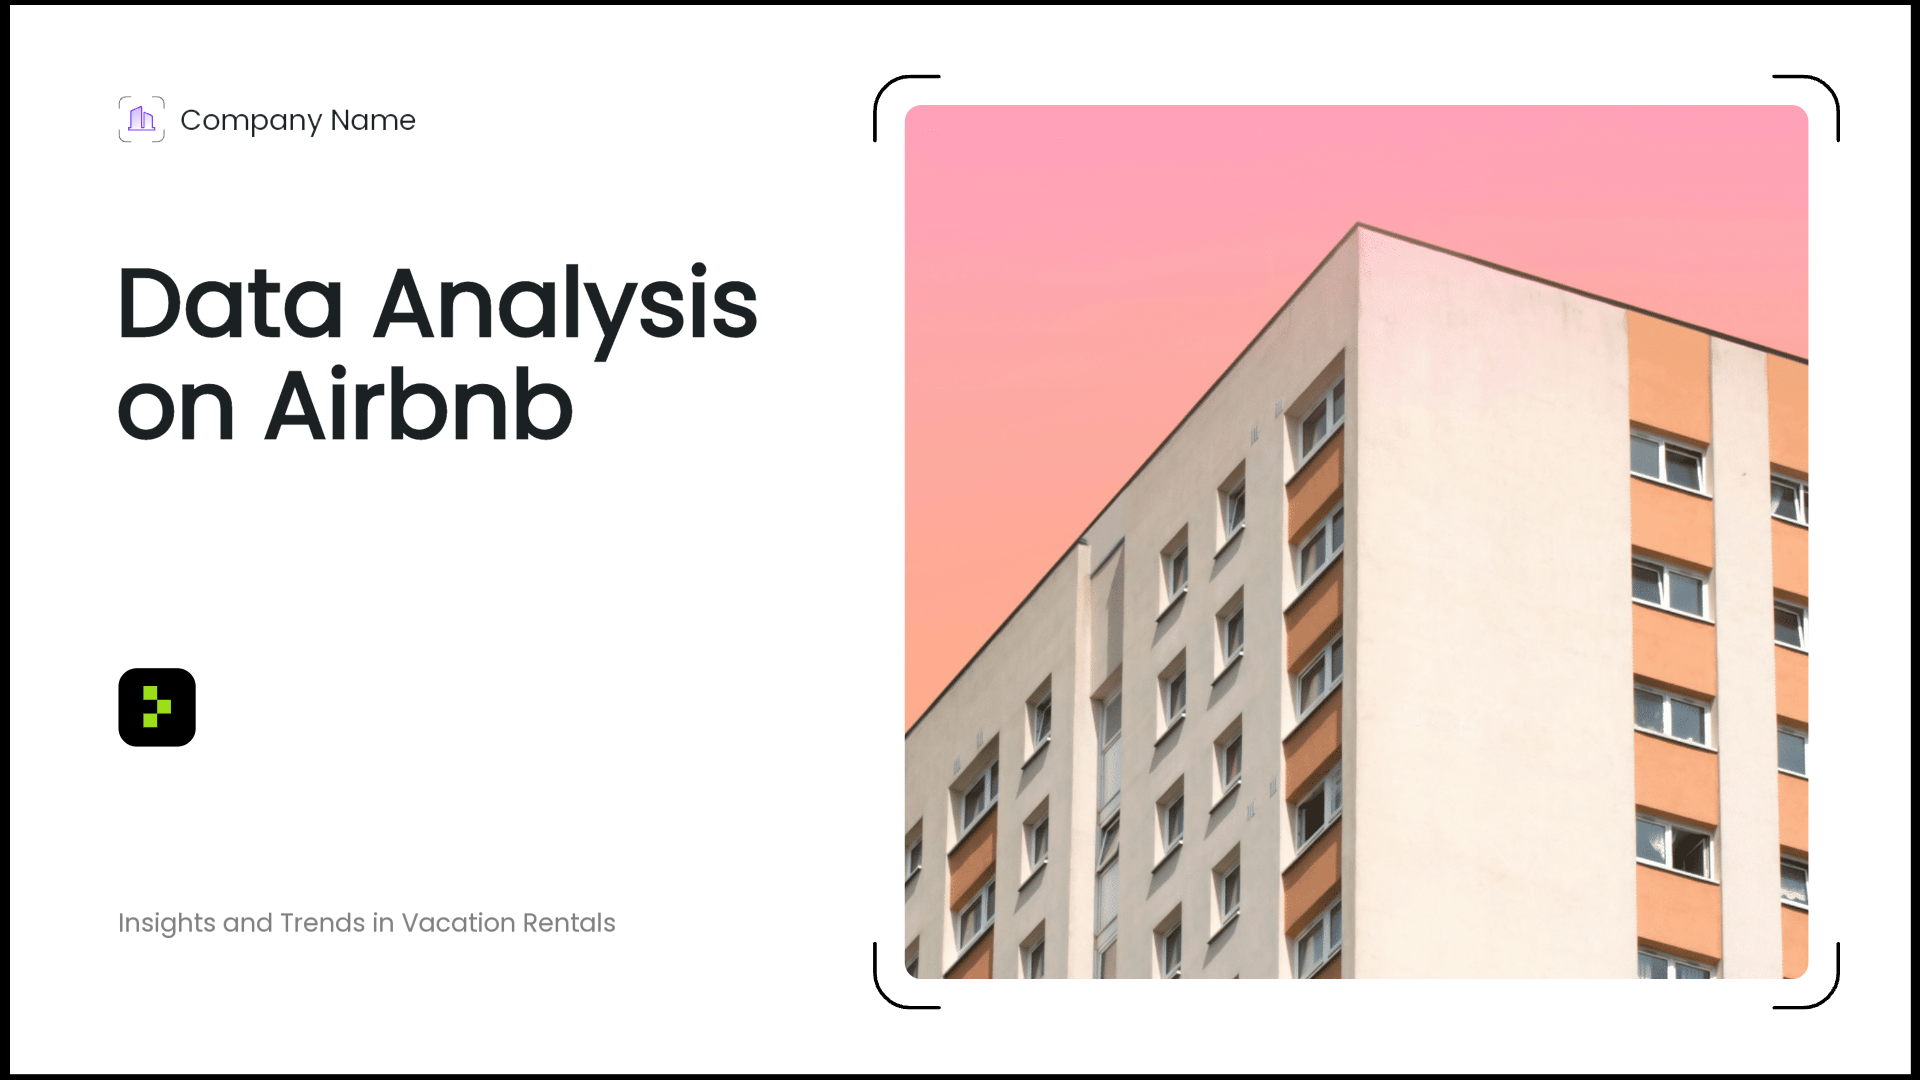 Company Name
Data Analysis
on Airbnb
Insights and Trends in Vacation Rentals